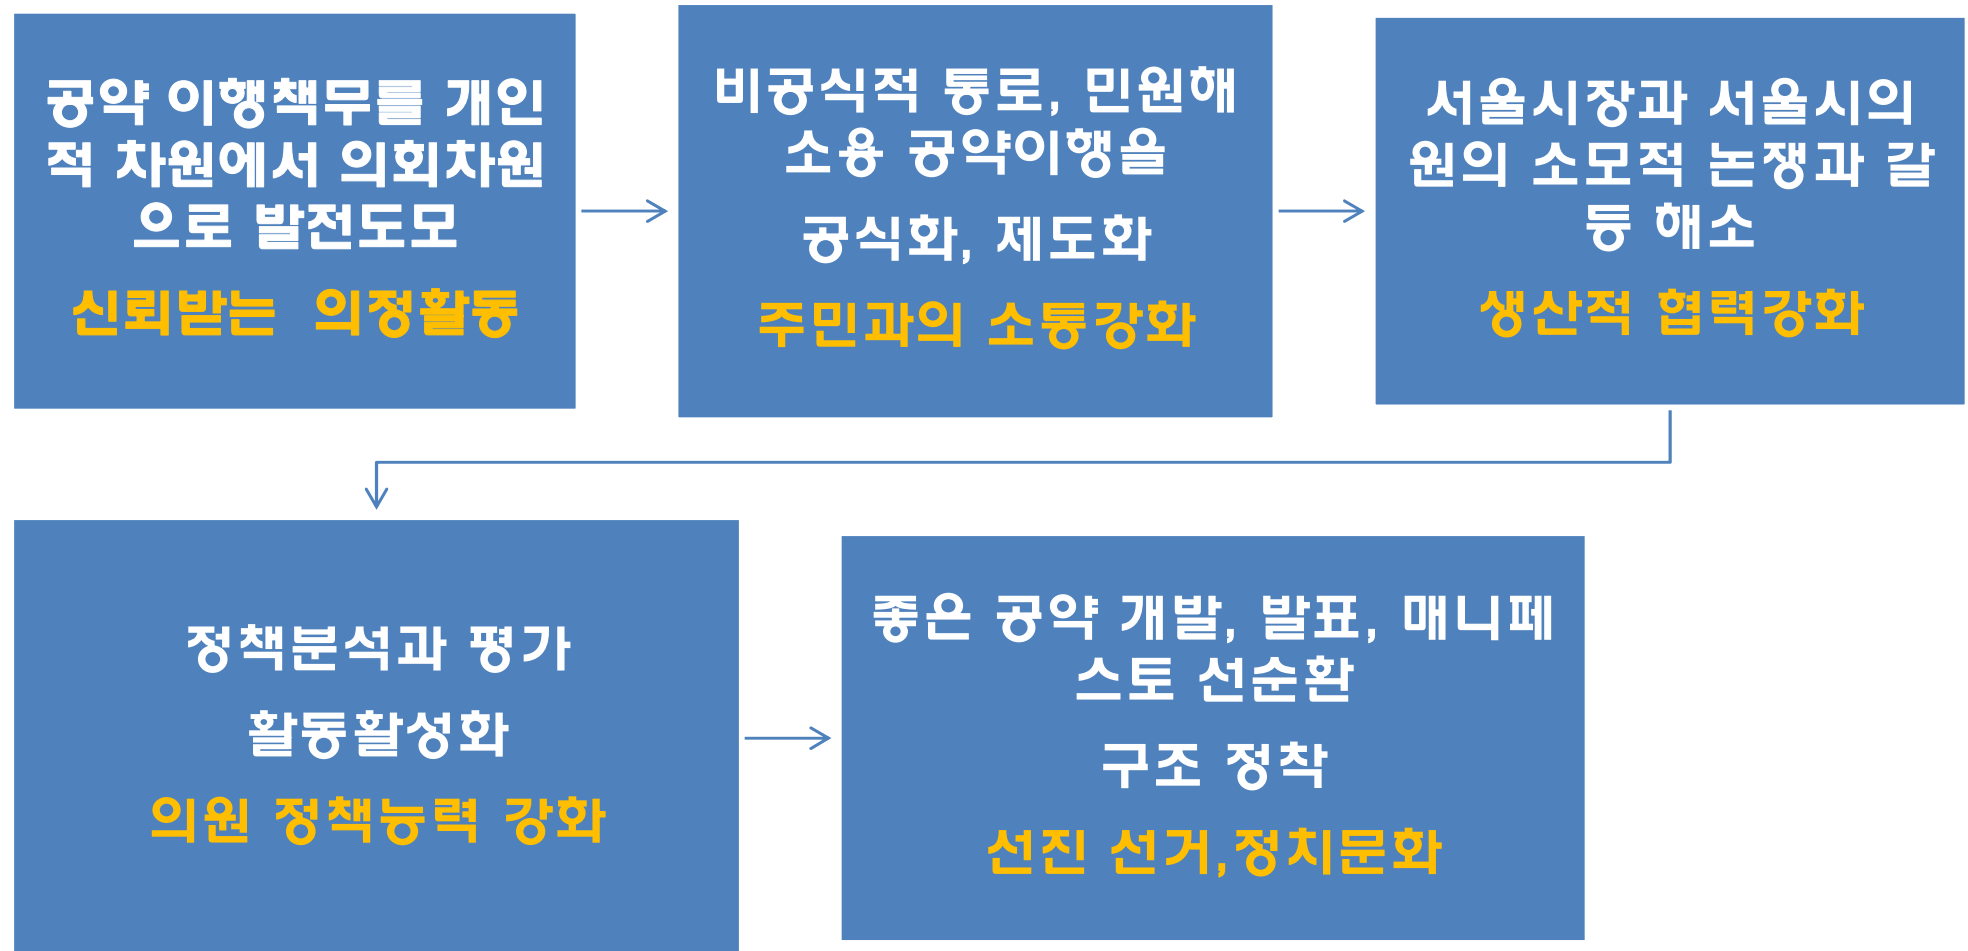 공약 이행책무를 개인
적 차원에서 의회차원
으로 발전도모
신뢰받는 의정활동
비공식적 통로, 민원해
소용 공약이행을
공식화, 제도화
주민과의 소통강화
서울시장과 서울시의
원의 소모적 논쟁과 갈
등 해소
생산적 협력강화
정책분석과 평가
활동활성화
의원 정책능력 강화
좋은 공약 개발, 발표, 매니페
스토 선순환
구조 정착
선진 선거,정치문화